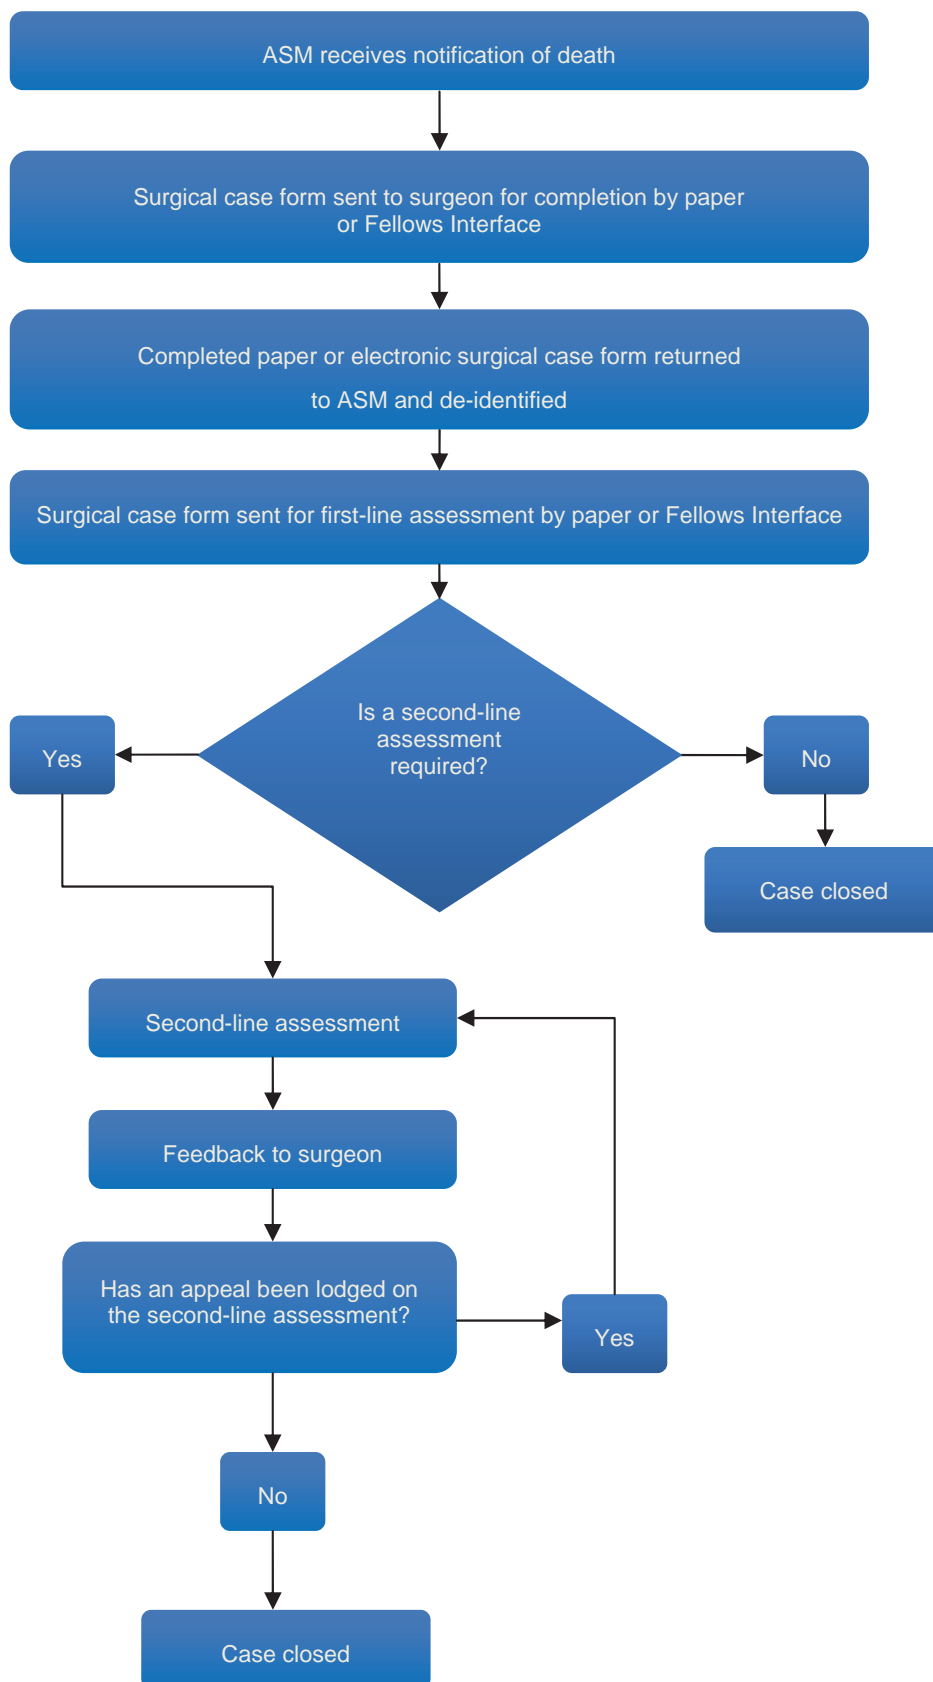 ASM receives notification of death
Surgical case form sent to surgeon for completion by paper
or Fellows Interface
Completed paper or electronic surgical case form returned
to ASM and de-identified
Surgical case form sent for first-line assessment by paper or Fellows Interface
Is a second-line
assessment
required?
Yes
No
Case closed
Second-line assessment
Feedback to surgeon
Has an appeal been lodged on
the second-line assessment?
Yes
No
Case closed